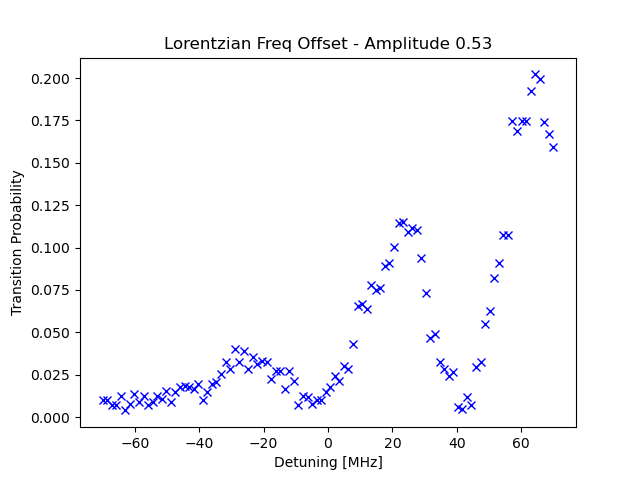 Lorentzian Freq Offset - Amplitude 0.53
Transition Probability
0.200
0.175
0.150
0.125
0.100
0.075
0.050
0.025
0.000
−60 −40 −20 0 20 40 60
Detuning [MHz]